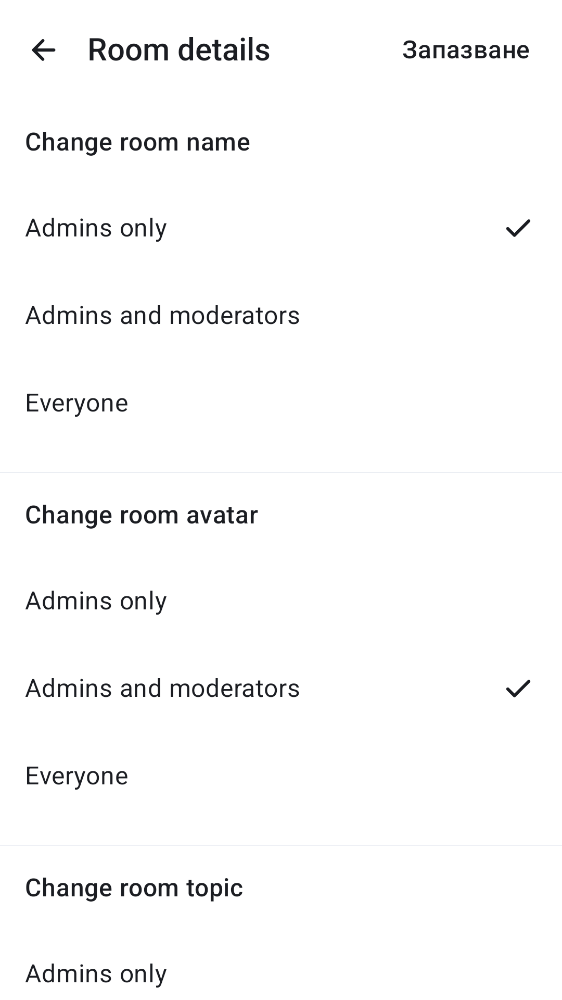 Room details
Запазване
Change room name
Admins only
Admins and moderators
Everyone
Change room avatar
Admins only
Admins and moderators
Everyone
Change room topic
Admins only